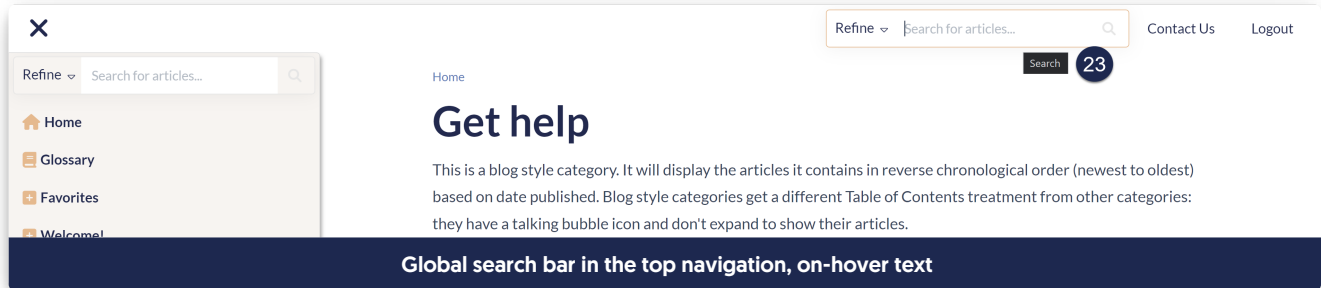 Refine Search for articles... Contact Us Logout
Search 23
Refine Search for articles...
Home
Glossary
Favorites
Welcome!
Home
Get help
This is a blog style category. It will display the articles it contains in reverse chronological order (newest to oldest)
based on date published. Blog style categories get a different Table of Contents treatment from other categories:
they have a talking bubble icon and don't expand to show their articles.
Global search bar in the top navigation, on-hover text